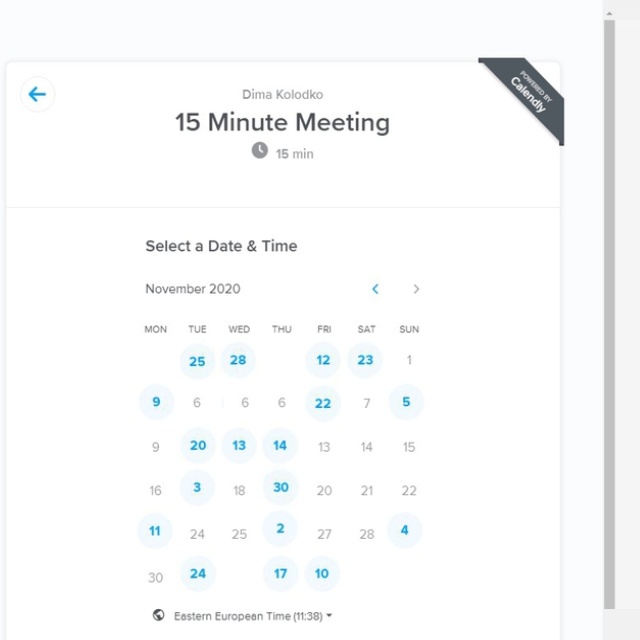 POWERED BY
Calendly
Dima Kolodko
15 Minute Meeting
15 min
Select a Date & Time
November 2020
MON TUE WED THU FRI SAT SUN
25 28 12 23 1
9 6 6 6 22 7 5
9 20 13 14 13 14 15
16 3 18 30 20 21 22
11 24 25 2 27 28 4
30 24 17 10
Eastern European Time (11:38)